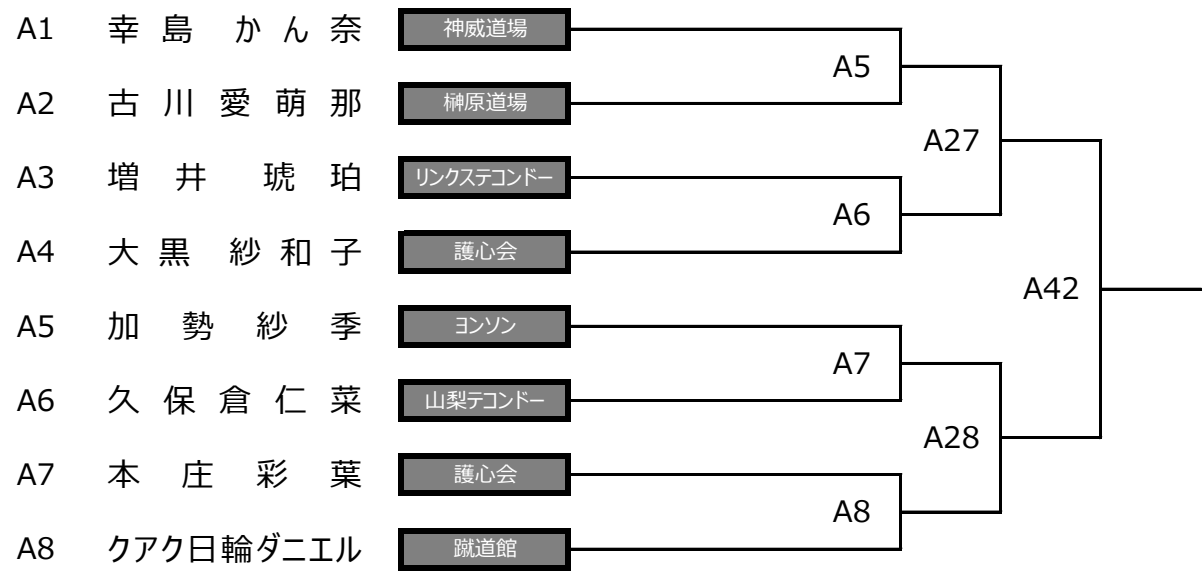 A1 幸島 かん奈 神威道場
A5
A2 古川愛萌那 榊原道場
A27
A3 増井 琥珀 リンクステコンドー
A6
A4 大黒 紗和子 護心会
A42
A5 加勢紗季 ヨンソン
A7
A6 久保倉仁菜 山梨テコンドー
A28
A7 本庄彩葉 護心会
A8
A8 クアク日輪ダニエル 蹴道館